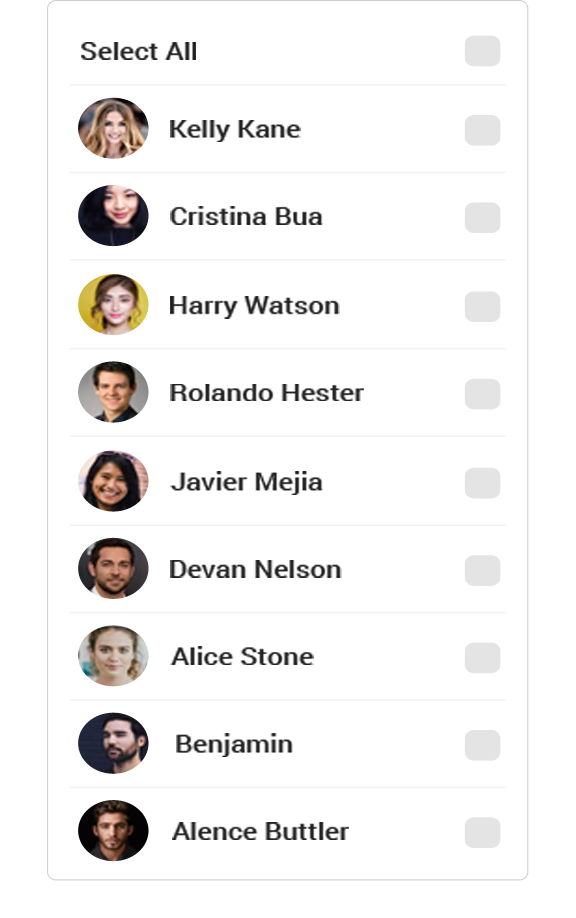 Select All
Kelly Kane
Cristina Bua
Harry Watson
Rolando Hester
Javier Mejia
Devan Nelson
Alice Stone
Benjamin
Alence Buttler